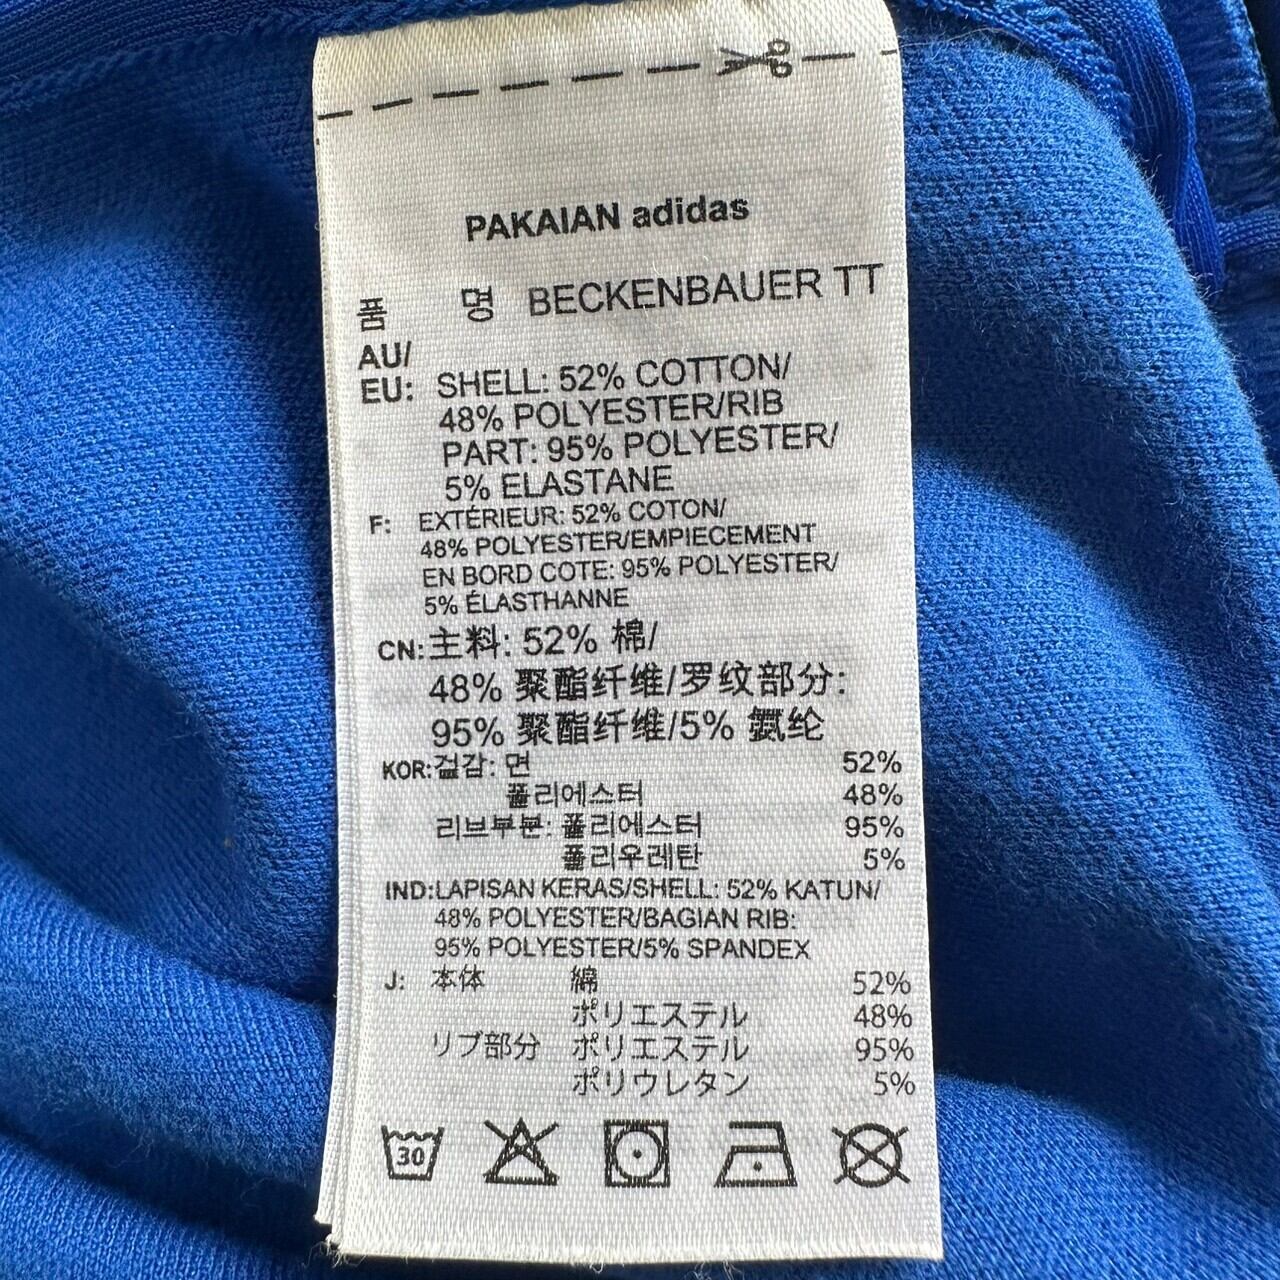 PAKAIAN adidas
품 명 BECKENBAUER TT
AU/
EU: SHELL: 52% COTTON/
48% POLYESTER/RIB
PART: 95% POLYESTER/
5% ELASTANE
F: EXTÉRIEUR: 52% COTON/
48% POLYESTER/EMPIECEMENT
EN BORD COTE: 95% POLYESTER/
5% ÉLASTHANNE
CN: 主料: 52% 棉/
48% 聚酯纤维/罗纹部分:
95% 聚酯纤维/5% 氨纶
KOR: 겉감: 면 52%
폴리에스터 48%
리브부분: 폴리에스터 95%
폴리우레탄 5%
IND: LAPISAN KERAS/SHELL: 52% KATUN/
48% POLYESTER/BAGIAN RIB:
95% POLYESTER/5% SPANDEX
J: 本体 綿 52%
ポリエステル 48%
リブ部分 ポリエステル 95%
ポリウレタン 5%
30